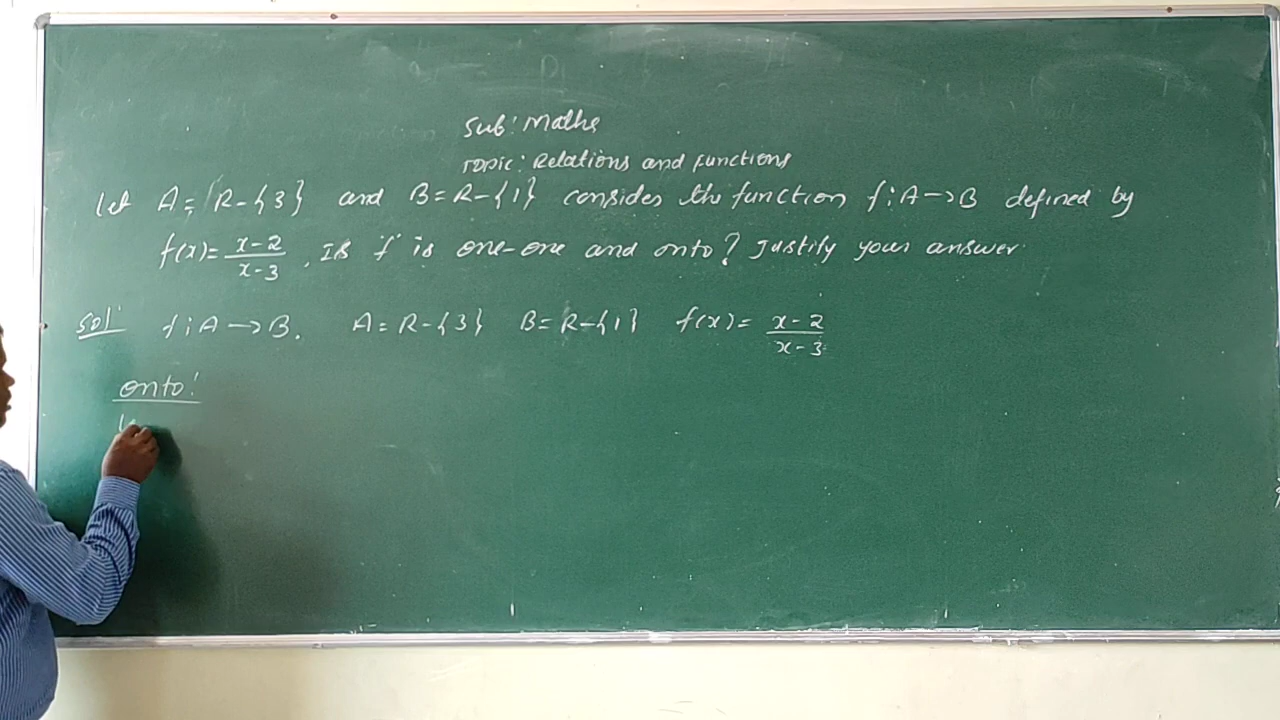 Sub: Maths
Topic: Relations and Functions
Let A = R-{3} and B = R-{1} consider the function f: A→B defined by
f(x) = x-2/x-3 . Is f is one-one and onto? Justify your answer.
Sol: f: A→B. A = R-{3} B = R-{1} f(x) = x-2/x-3
onto: